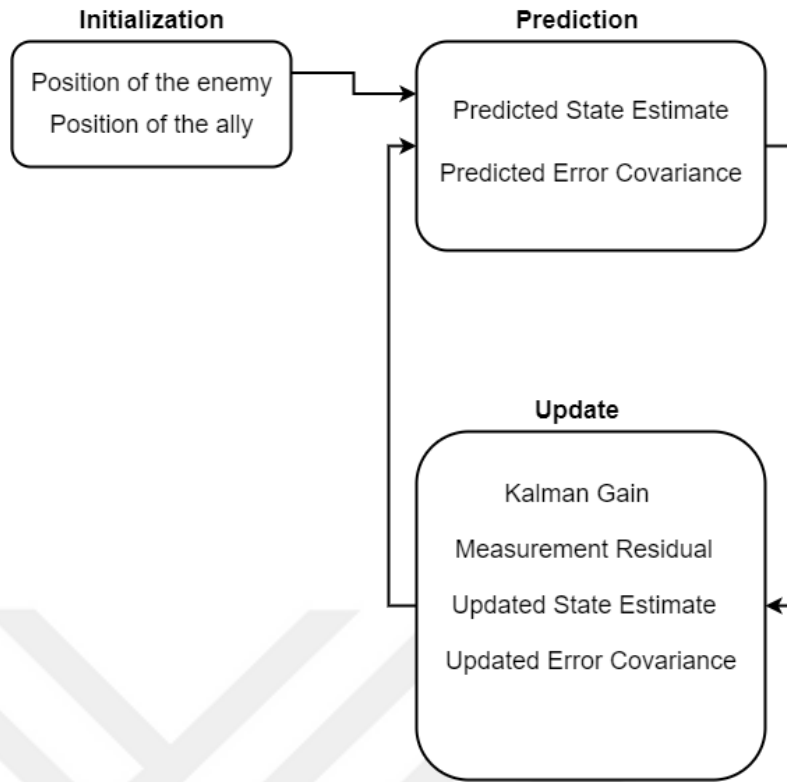 Initialization
Position of the enemy
Position of the ally
Prediction
Predicted State Estimate
Predicted Error Covariance
Update
Kalman Gain
Measurement Residual
Updated State Estimate
Updated Error Covariance